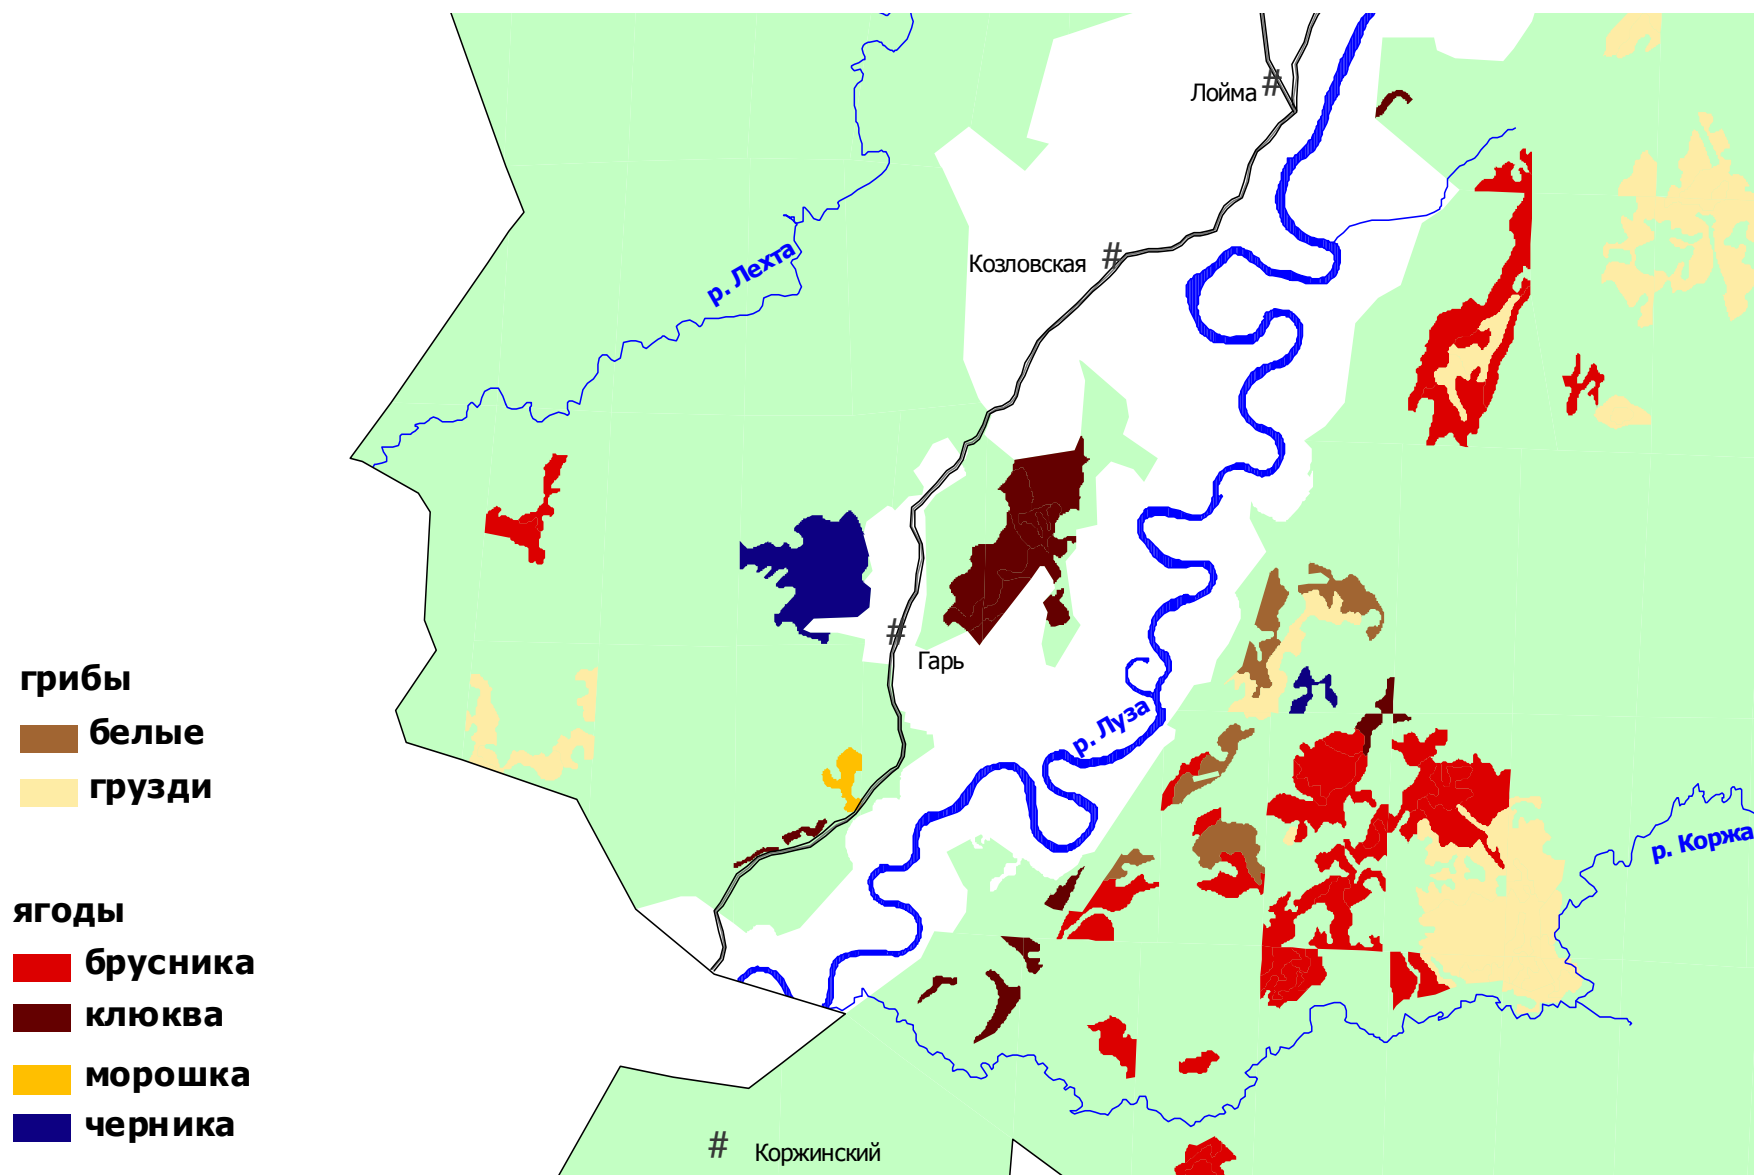 Лойма
#
Козловская
#
р. Лехта
#
Гарь
грибы
белые
грузди
р. Луза
р. Коржа
ягоды
брусника
клюква
морошка
черника
#
Коржинский